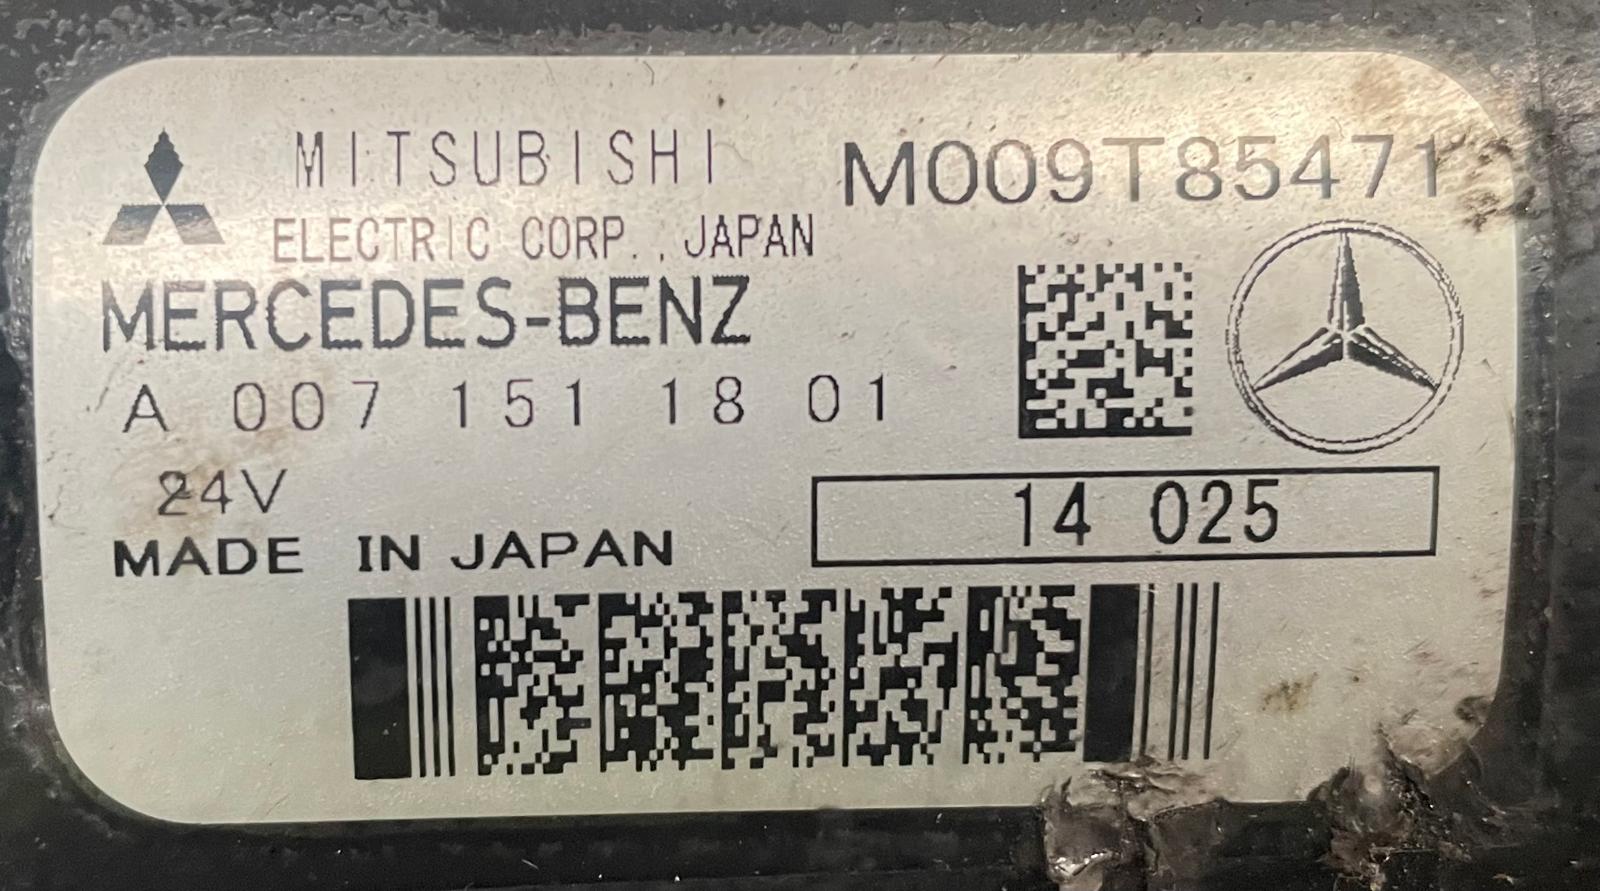 MITSUBISHI
ELECTRIC CORP., JAPAN
M009T85471
MERCEDES-BENZ
A 007 151 18 01
24V
14 025
MADE IN JAPAN